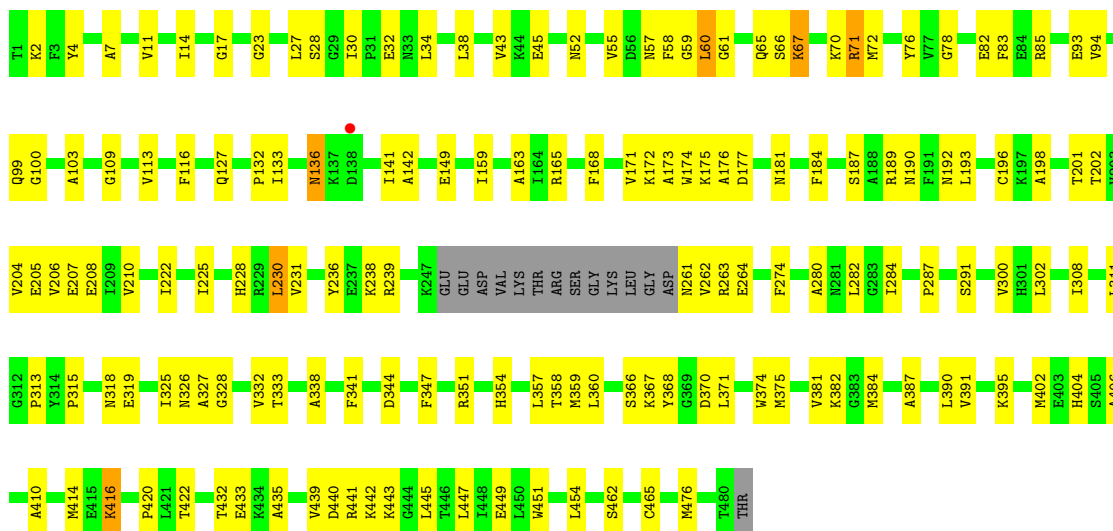 T1 K2 F3 Y4 A7 V11 I14 G17 G23 L27 S28 G29 I30 P31 E32 N33 L34 L38 V43 K44 E45 N52 V55 D56 N57 F58 G59 L60 G61 Q65 S66 K67 K70 R71 M72 Y76 V77 G78 E82 F83 E84 R85 E93 V94
Q99 G100 A103 G109 V113 F116 Q127 P132 I133 N136 K137 D138 I141 A142 E149 I159 A163 I164 R165 F168 V171 K172 A173 W174 K175 A176 D177 N181 F184 S187 A188 R189 N190 F191 N192 L193 C196 K197 A198 T201 T202
V204 E205 V206 E207 E208 I209 V210 I222 I225 H228 R229 L230 V231 Y236 E237 K238 R239 K247 GLU GLU ASP VAL LYS THR ARG SER GLY LYS LEU GLY ASP N261 V262 R263 E264 F274 A280 N281 L282 G283 I284 P287 S291 V300 H301 L302 I308
G312 P313 Y314 P315 N318 E319 I325 N326 A327 G328 V332 T333 A338 F341 D344 F347 R351 H354 L357 T358 M359 L360 S366 K367 Y368 G369 D370 L371 W374 M375 V381 K382 G383 M384 A387 L390 V391 K395 M402 E403 H404 S405
A410 M414 E415 K416 P420 L421 T422 T432 E433 K434 A435 V439 D440 R441 K442 K443 G444 L445 T446 L447 I448 E449 L450 W451 L454 S462 C465 M476 T480 THR